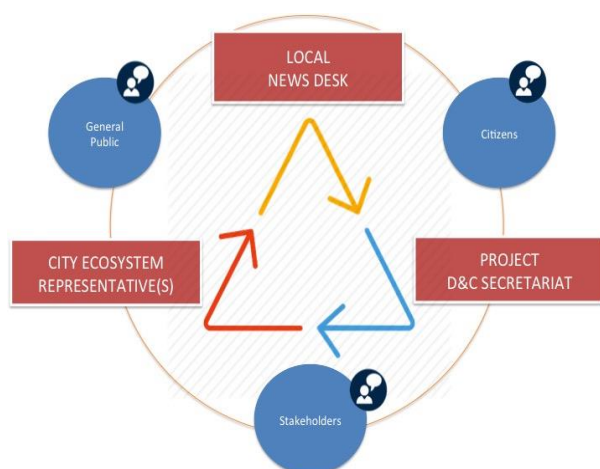 LOCAL
NEWS DESK
General
Public
Citizens
CITY ECOSYSTEM
REPRESENTATIVE(S)
PROJECT
D&C SECRETARIAT
Stakeholders